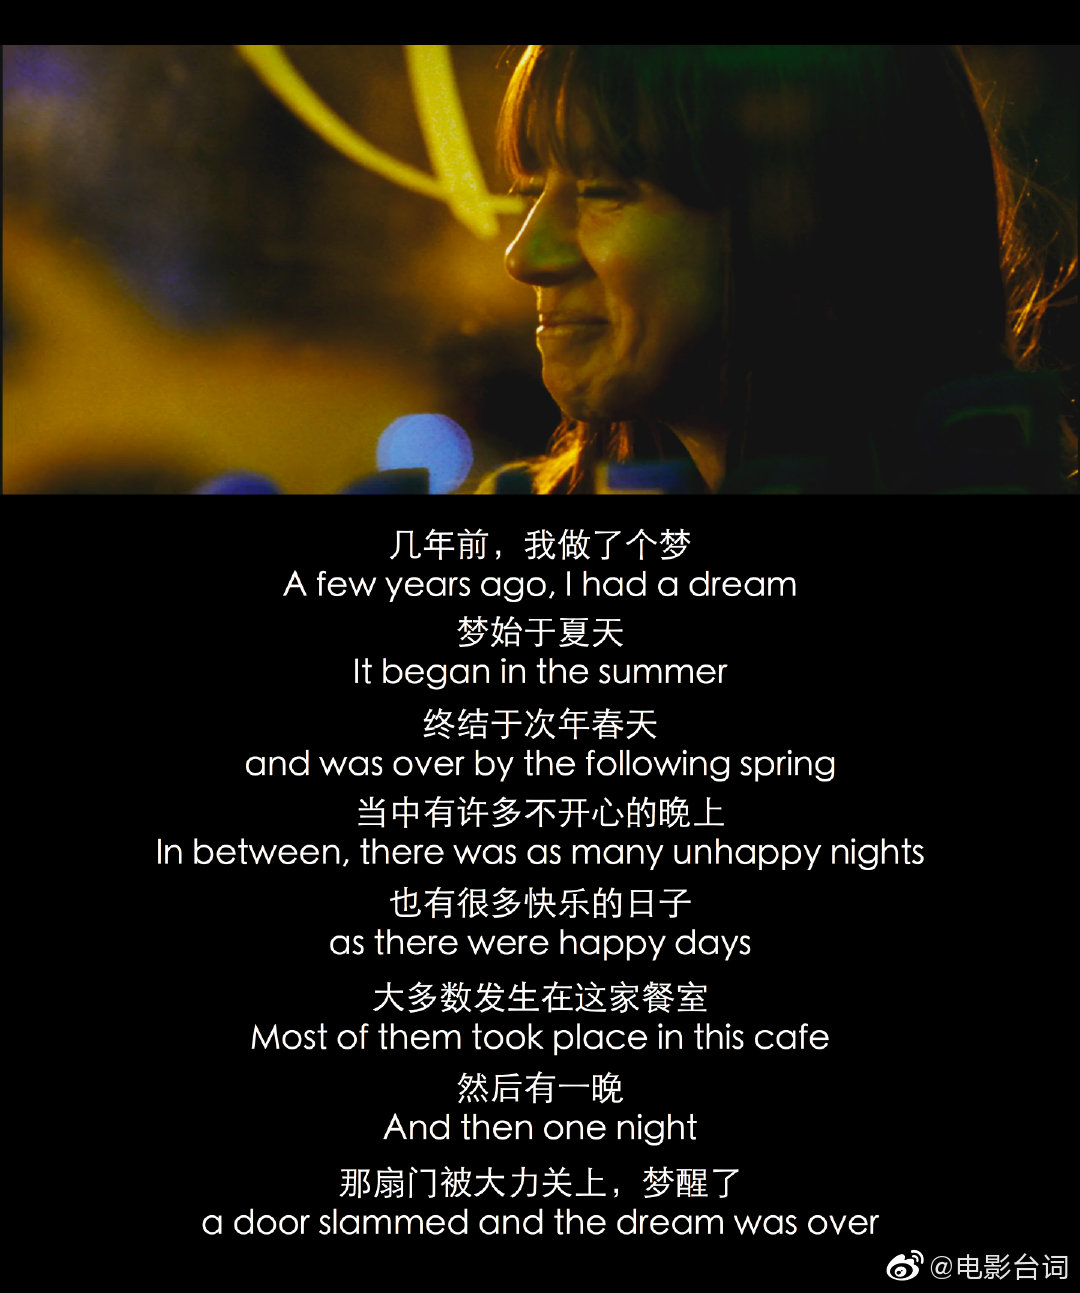 几年前，我做了个梦
A few years ago, I had a dream
梦始于夏天
It began in the summer
终结于次年春天
and was over by the following spring
当中有许多不开心的晚上
In between, there was as many unhappy nights
也有很多快乐的日子
as there were happy days
大多数发生在这家餐室
Most of them took place in this cafe
然后有一晚
And then one night
那扇门被大力关上，梦醒了
a door slammed and the dream was over
@电影台词